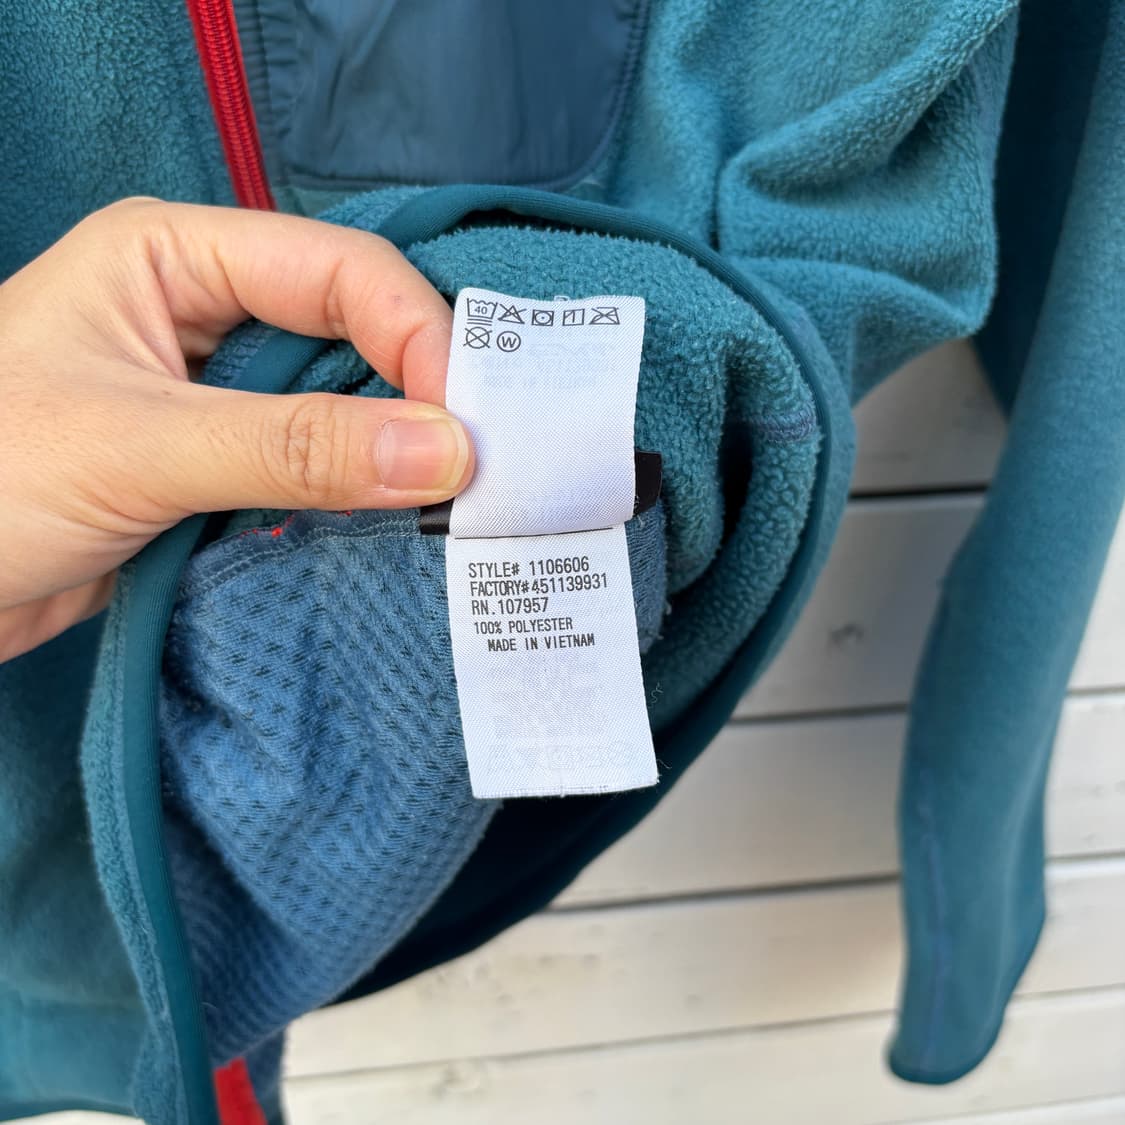 40
W
STYLE# 1106606
FACTORY#451139931
RN.107957
100% POLYESTER
MADE IN VIETNAM